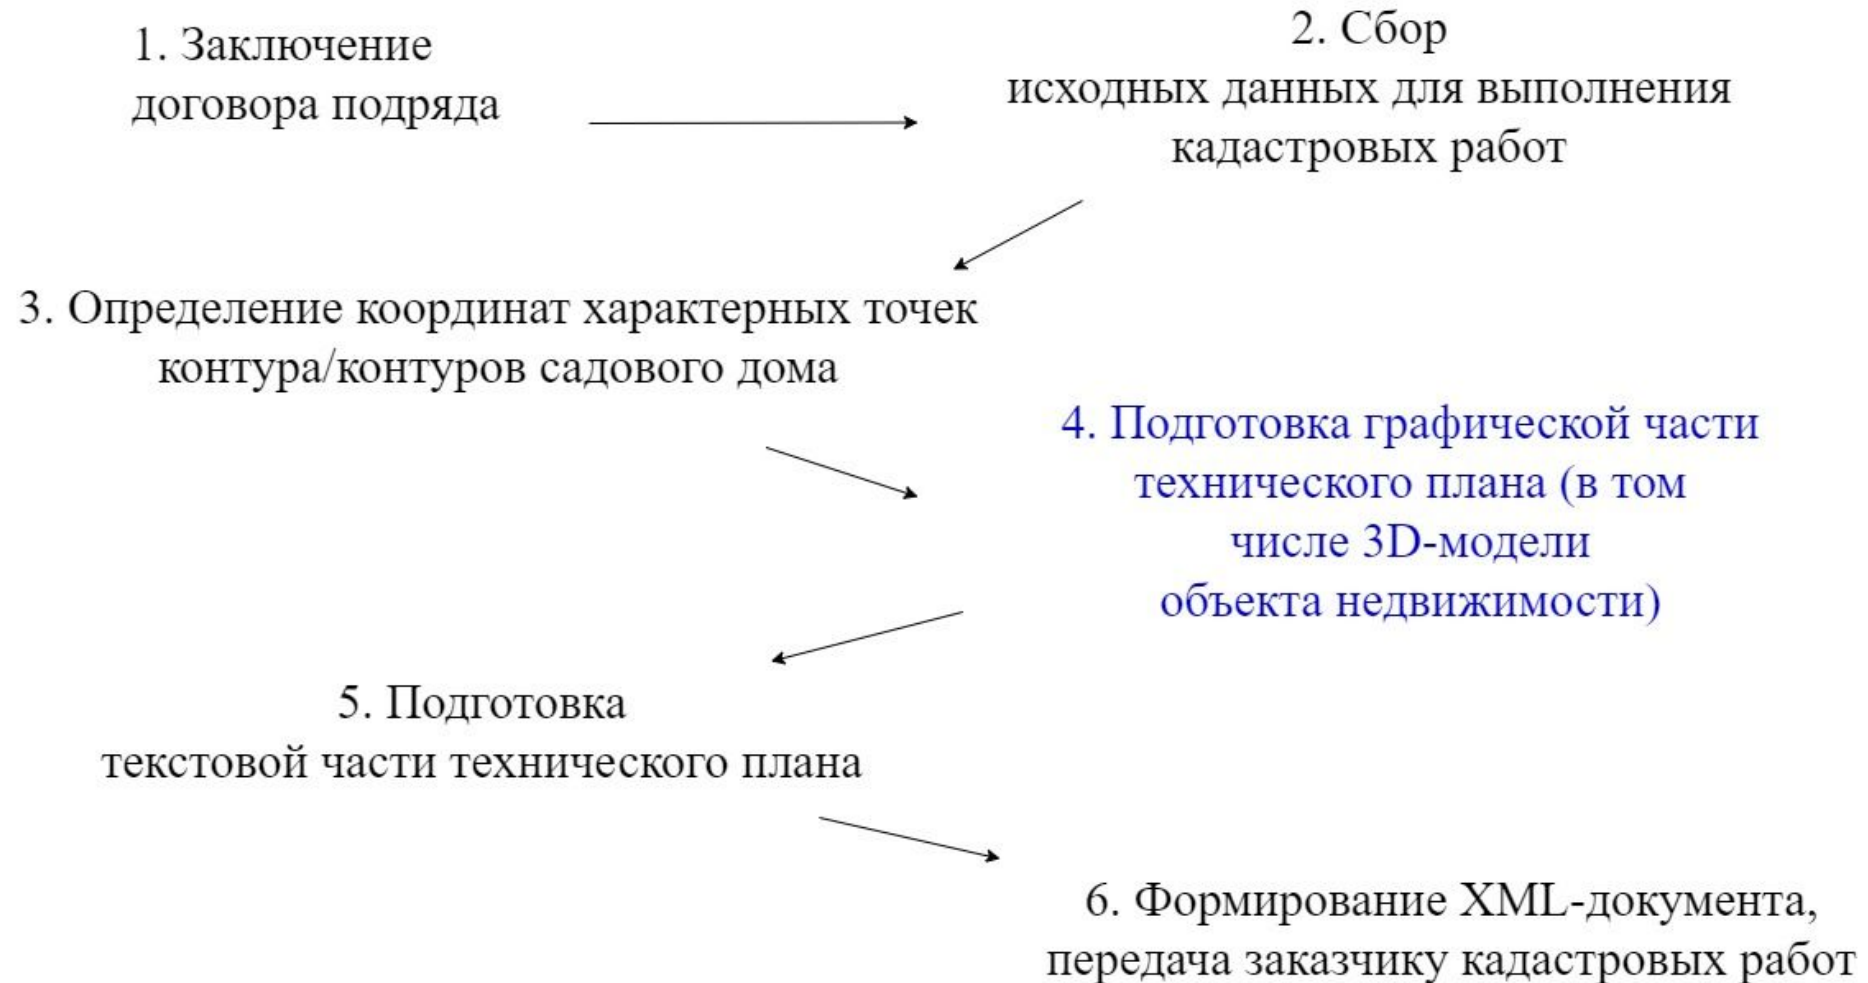 1. Заключение
договора подряда
2. Сбор
исходных данных для выполнения
кадастровых работ
3. Определение координат характерных точек
контура/контуров садового дома
4. Подготовка графической части
технического плана (в том
числе 3D-модели
объекта недвижимости)
5. Подготовка
текстовой части технического плана
6. Формирование XML-документа,
передача заказчику кадастровых работ